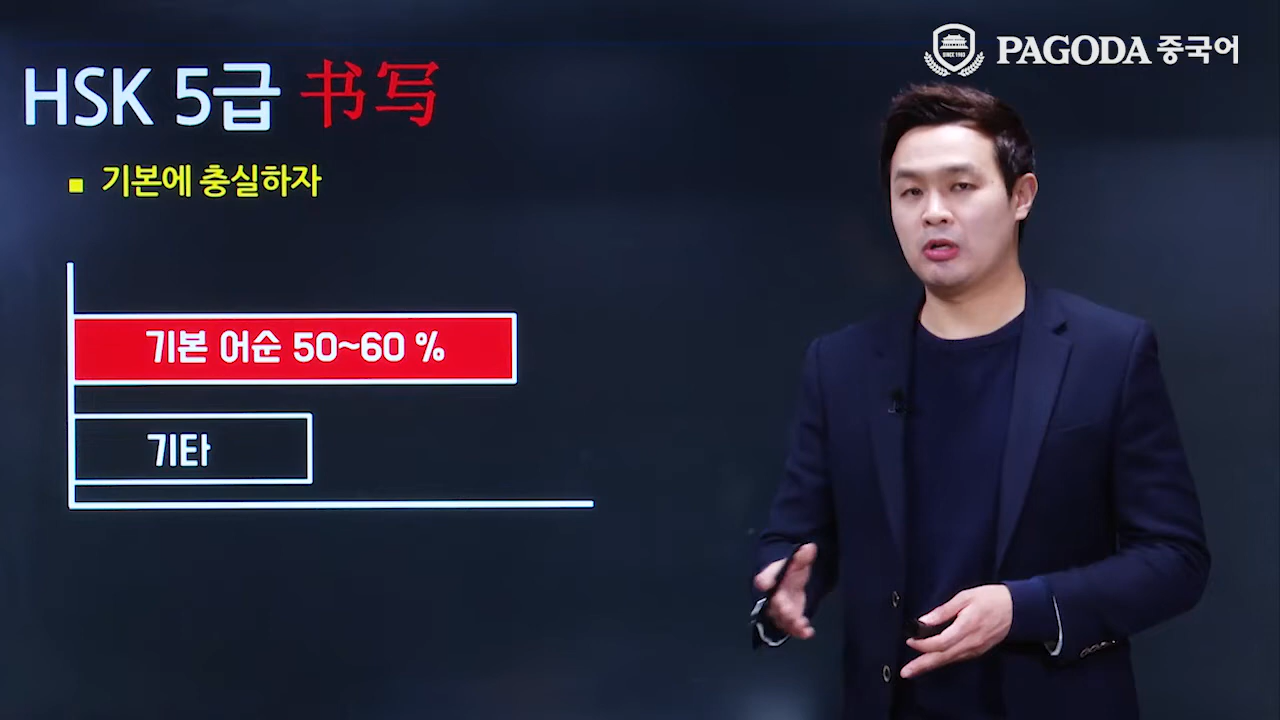 PAGODA 중국어
SINCE 1983
HSK 5급 书写
기본에 충실하자
기본 어순 50~60 %
기타